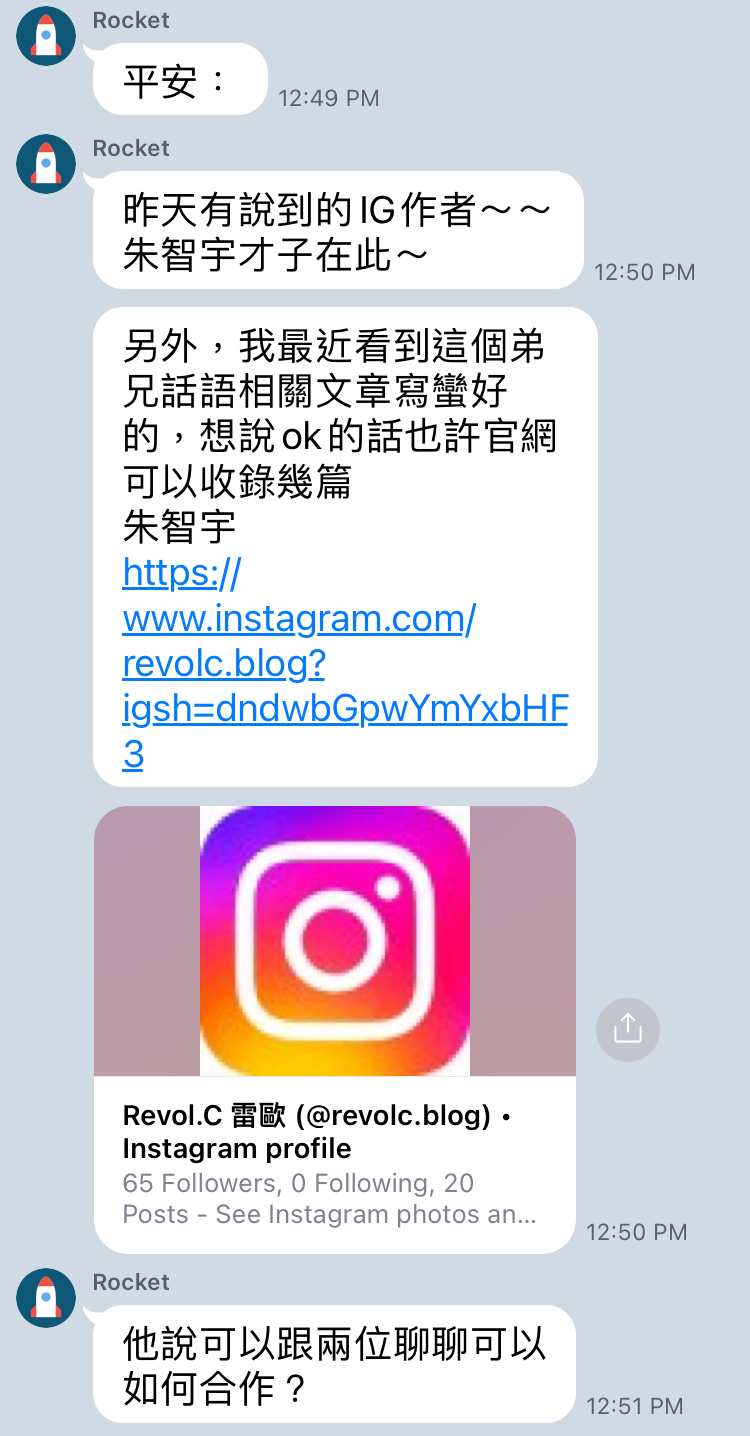 Rocket
平安：
12:49 PM
Rocket
昨天有說到的IG作者～～
朱智宇才子在此～
12:50 PM
另外，我最近看到這個弟
兄話語相關文章寫蠻好
的，想說ok的話也許官網
可以收錄幾篇
朱智宇
https://
www.instagram.com/
revolc.blog?
igsh=dndwbGpwYmYxbHF
3
Revol.C 雷歐 (@revolc.blog) •
Instagram profile
65 Followers, 0 Following, 20
Posts - See Instagram photos an...
12:50 PM
Rocket
他說可以跟兩位聊聊可以
如何合作？
12:51 PM